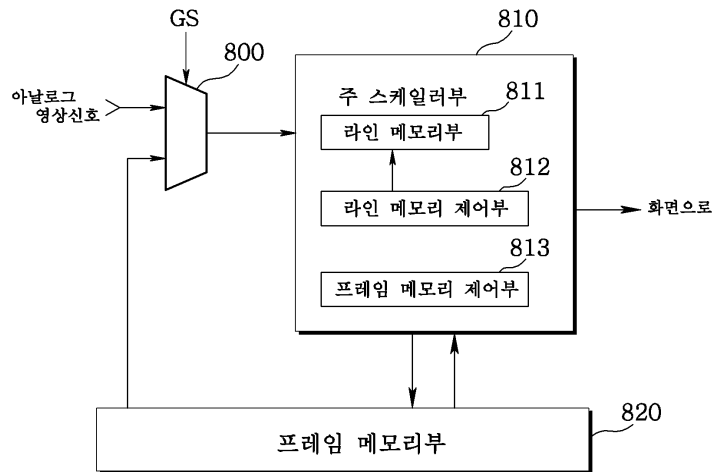 GS
800
810
아날로그
영상신호
주 스케일러부
811
라인 메모리부
812
라인 메모리 제어부
화면으로
813
프레임 메모리 제어부
820
프레임 메모리부